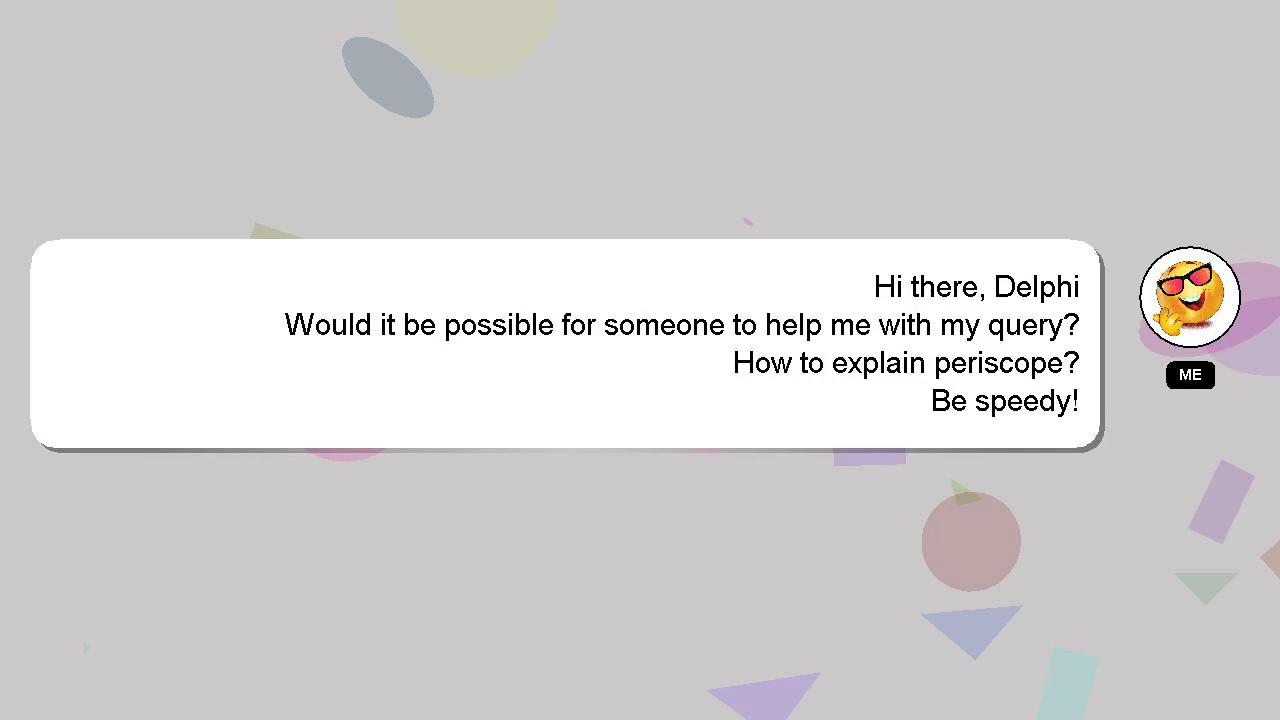 Hi there, Delphi
Would it be possible for someone to help me with my query?
How to explain periscope?
Be speedy!
ME